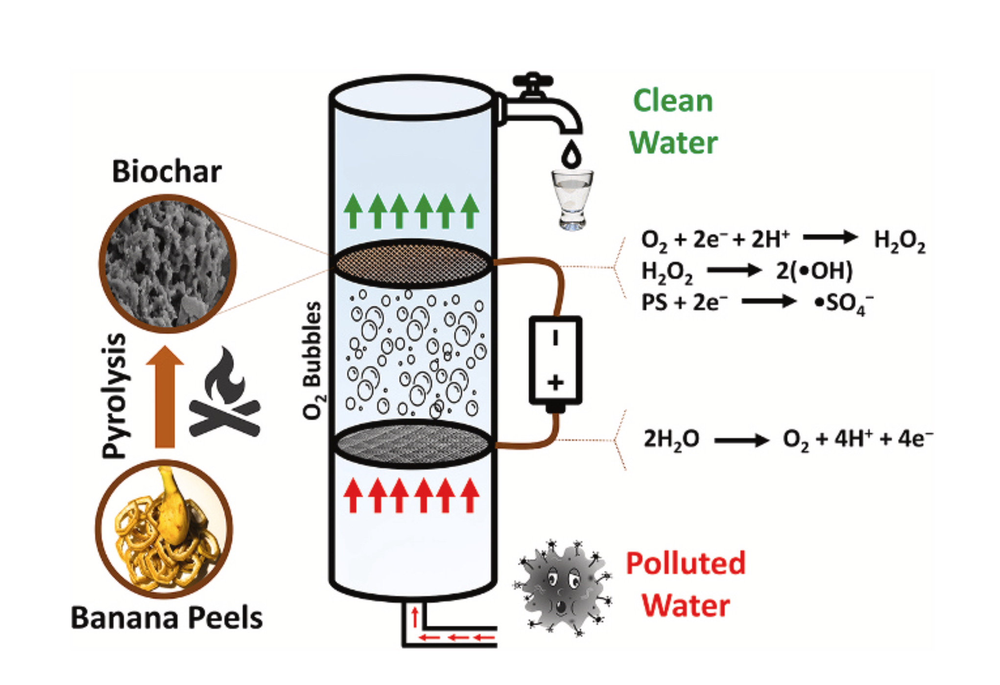 Clean
Water
Biochar
O₂ + 2e⁻ + 2H⁺ ⟶ H₂O₂
H₂O₂ ⟶ 2(•OH)
PS + 2e⁻ ⟶ •SO₄⁻
O₂ Bubbles
Pyrolysis
−
+
2H₂O ⟶ O₂ + 4H⁺ + 4e⁻
Banana Peels
Polluted
Water